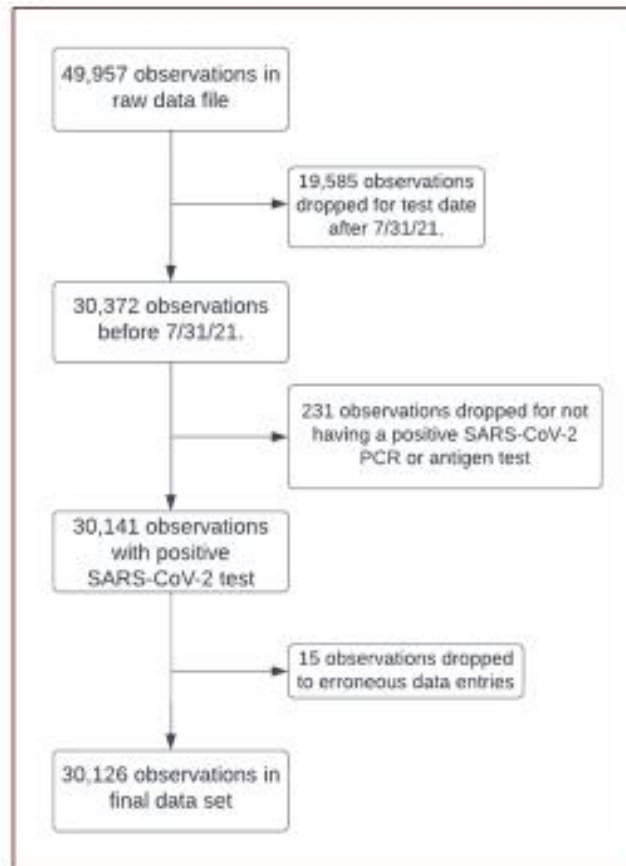 49,957 observations in
raw data file
19,585 observations
dropped for test date
after 7/31/21.
30,372 observations
before 7/31/21.
231 observations dropped for not
having a positive SARS-CoV-2
PCR or antigen test
30,141 observations
with positive
SARS-CoV-2 test
15 observations dropped
to erroneous data entries
30,126 observations in
final data set